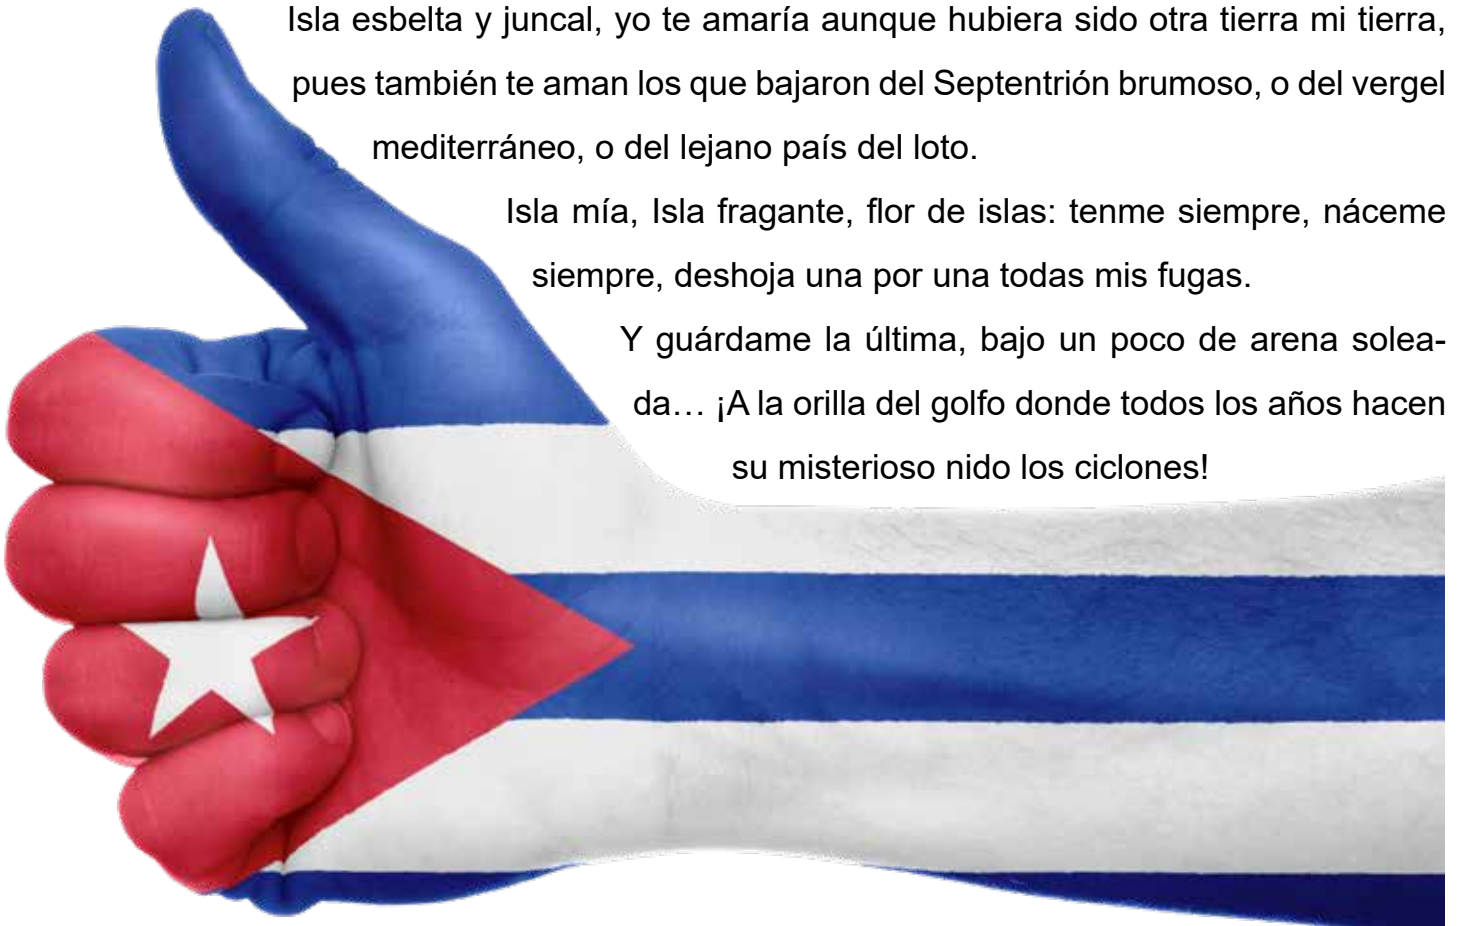 Isla esbelta y juncal, yo te amaría aunque hubiera sido otra tierra mi tierra,
pues también te aman los que bajaron del Septentrión brumoso, o del vergel
mediterráneo, o del lejano país del loto.
Isla mía, Isla fragante, flor de islas: tenme siempre, náceme
siempre, deshoja una por una todas mis fugas.
Y guárdame la última, bajo un poco de arena solea-
da… ¡A la orilla del golfo donde todos los años hacen
su misterioso nido los ciclones!